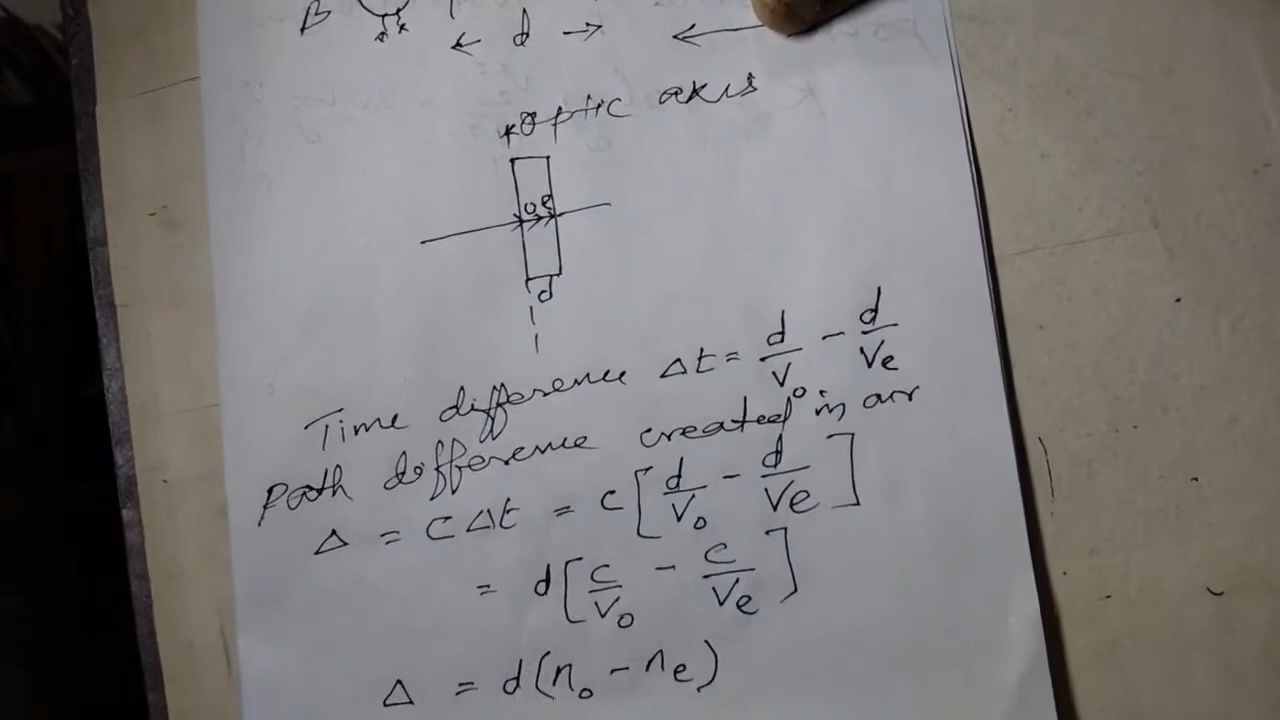 B
← d → ←
Optic axis
o e
d
Time difference Δt = d/V₀ - d/Ve
Path difference created in air
Δ = CΔt = c[d/V₀ - d/Ve]
= d[c/V₀ - c/Ve]
Δ = d(n₀ - nₑ)